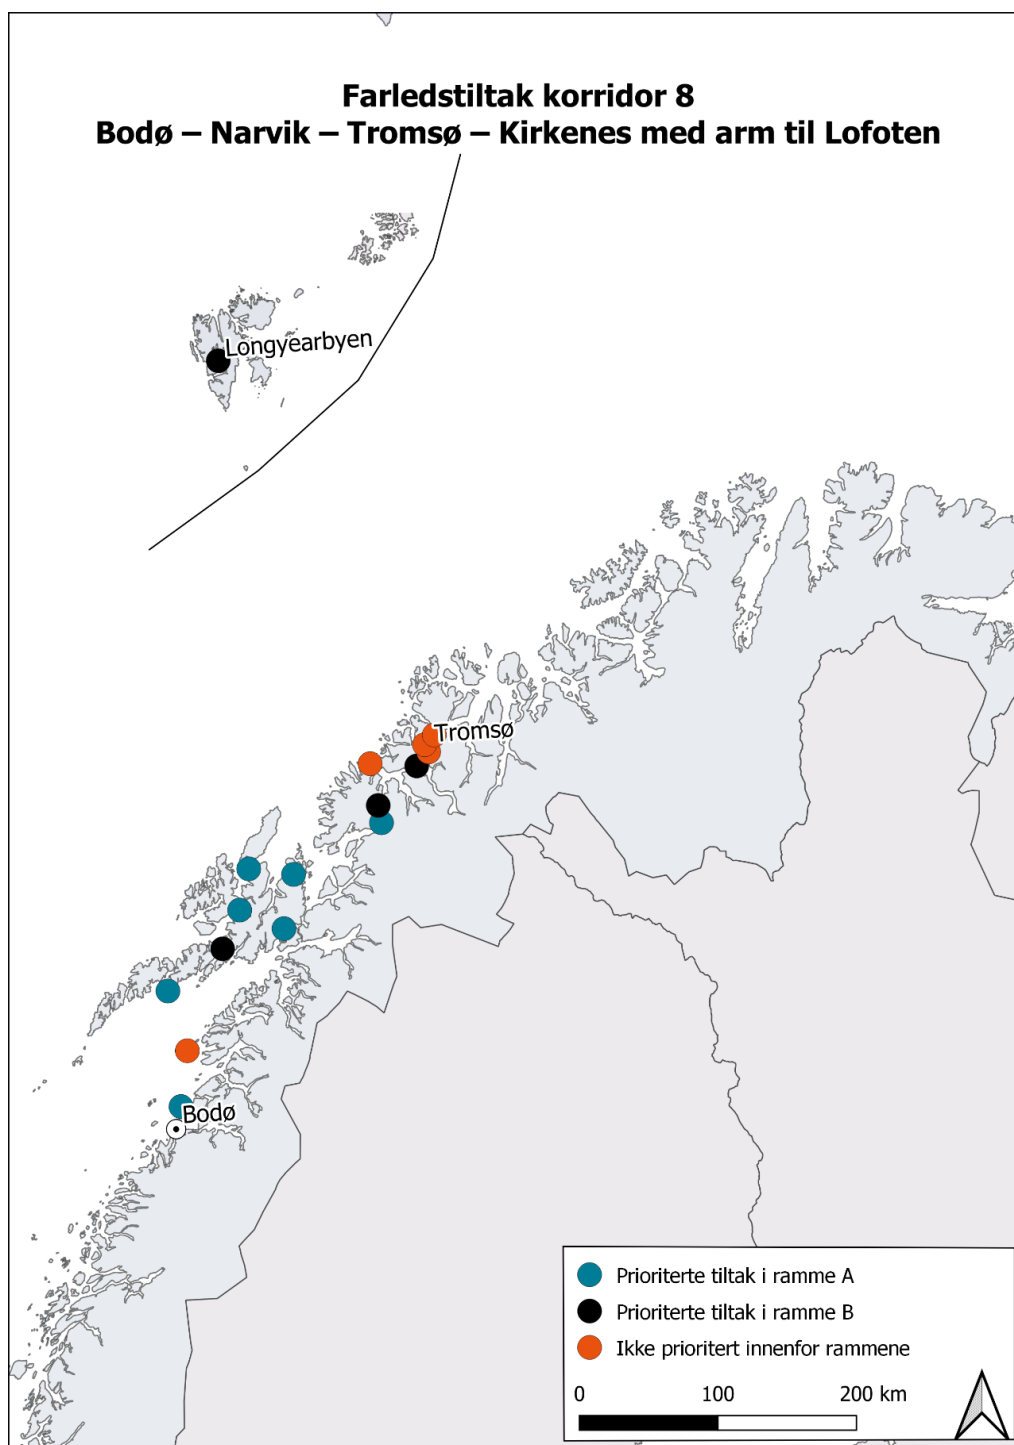 Farledstiltak korridor 8
Bodø – Narvik – Tromsø – Kirkenes med arm til Lofoten
Longyearbyen
Tromsø
Bodø
Prioriterte tiltak i ramme A
Prioriterte tiltak i ramme B
Ikke prioritert innenfor rammene
0 100 200 km